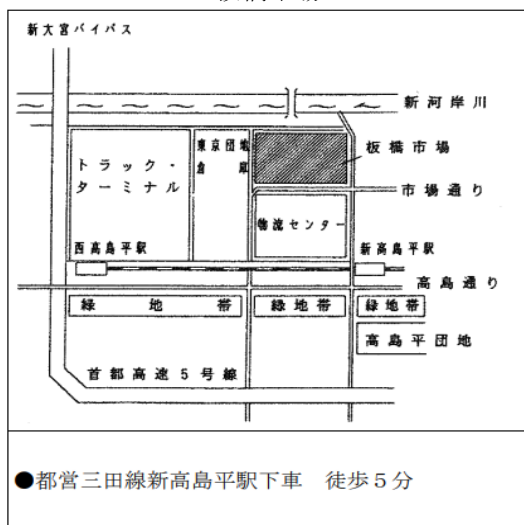 新大宮バイパス
新河岸川
東京団地
倉庫
板橋市場
トラック・
ターミナル
市場通り
物流センター
西高島平駅
新高島平駅
高島通り
緑地帯
緑地帯
緑地帯
高島平団地
首都高速5号線
●都営三田線新高島平駅下車 徒歩5分